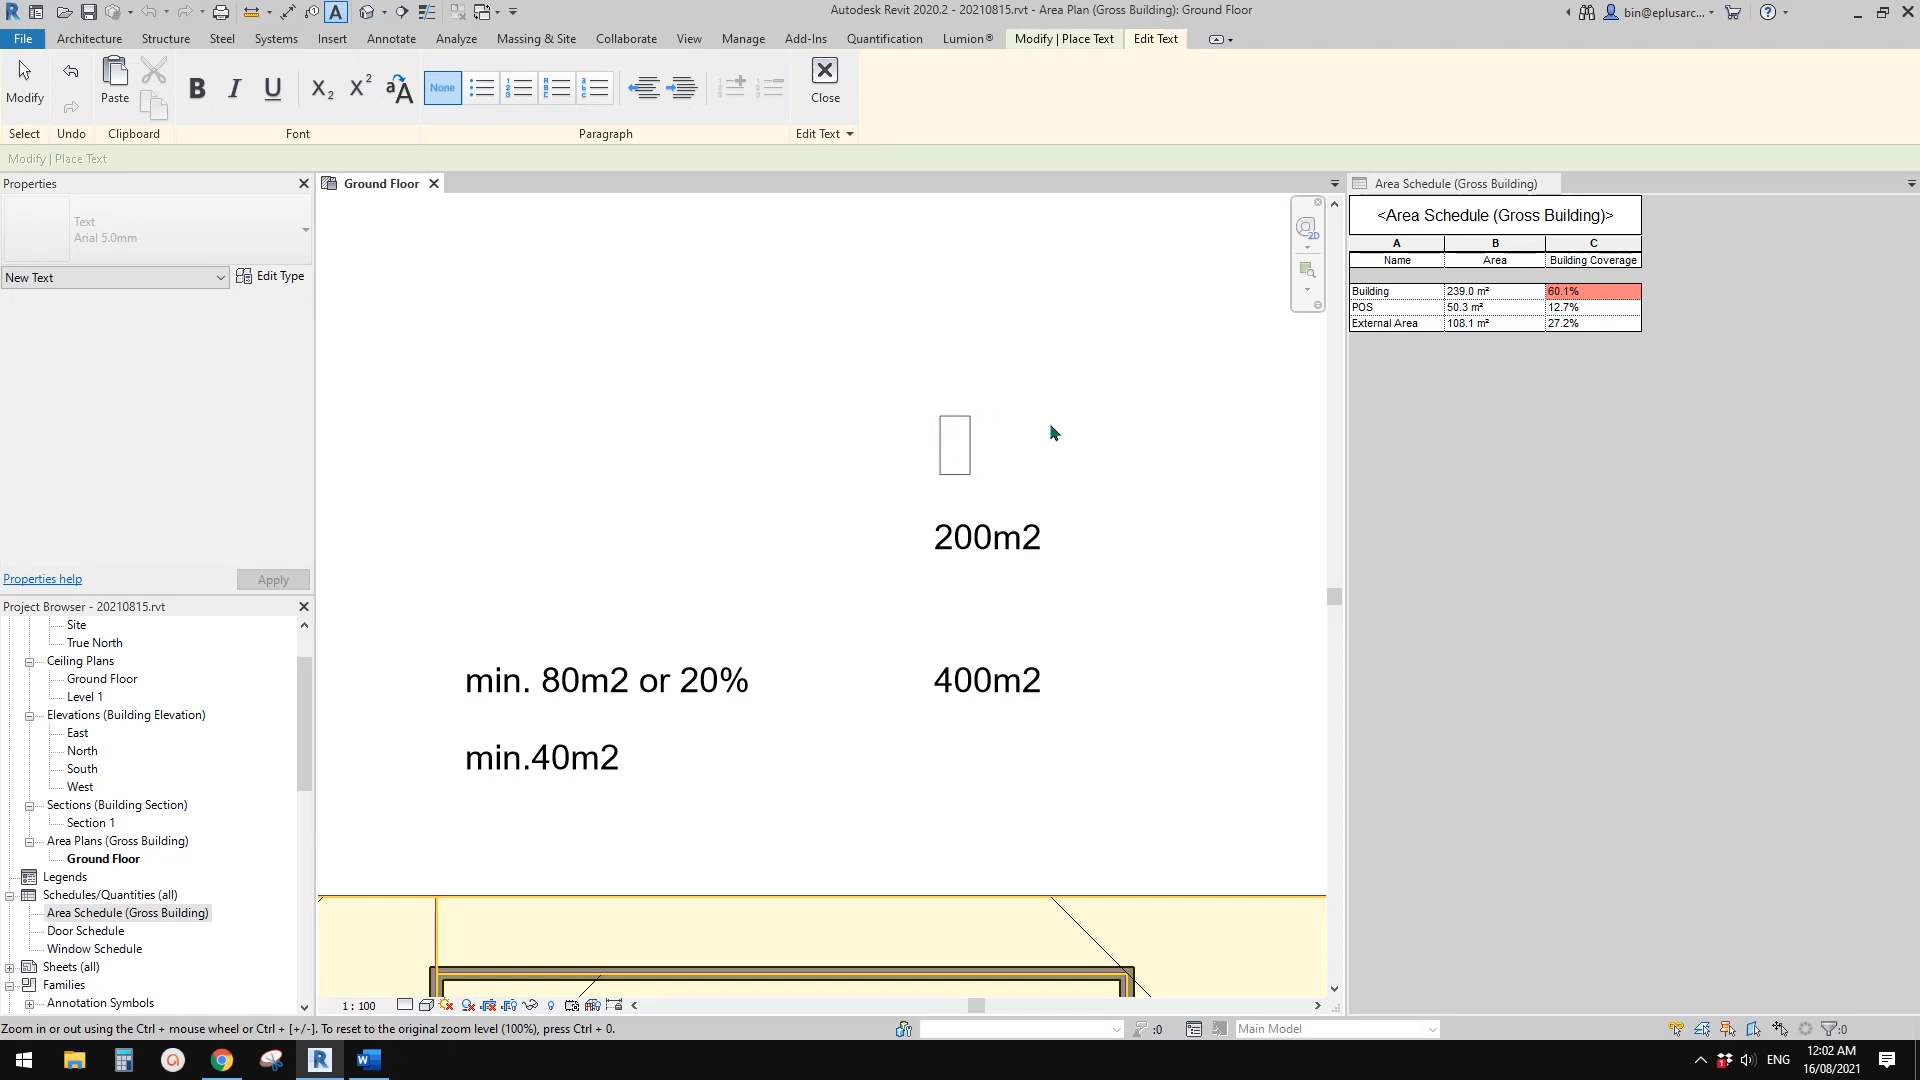 Autodesk Revit 2020.2 - 20210815.rvt - Area Plan (Gross Building): Ground Floor
bin@eplusarc...
File Architecture Structure Steel Systems Insert Annotate Analyze Massing & Site Collaborate View Manage Add-Ins Quantification Lumion® Modify | Place Text Edit Text
Modify Paste B I U X₂ X² aA None Close
Select Undo Clipboard Font Paragraph Edit Text
Modify | Place Text
Properties
Text
Arial 5.0mm
New Text Edit Type
Properties help Apply
Project Browser - 20210815.rvt
Site
True North
Ceiling Plans
Ground Floor
Level 1
Elevations (Building Elevation)
East
North
South
West
Sections (Building Section)
Section 1
Area Plans (Gross Building)
Ground Floor
Legends
Schedules/Quantities (all)
Area Schedule (Gross Building)
Door Schedule
Window Schedule
Sheets (all)
Families
Annotation Symbols
Ground Floor
2D
200m2
min. 80m2 or 20% 400m2
min.40m2
1 : 100
Area Schedule (Gross Building)
<Area Schedule (Gross Building)>
A B C
Name Area Building Coverage
Building 239.0 m² 60.1%
POS 50.3 m² 12.7%
External Area 108.1 m² 27.2%
Zoom in or out using the Ctrl + mouse wheel or Ctrl + [+/-]. To reset to the original zoom level (100%), press Ctrl + 0.
:0 Main Model :0
ENG
12:02 AM
16/08/2021